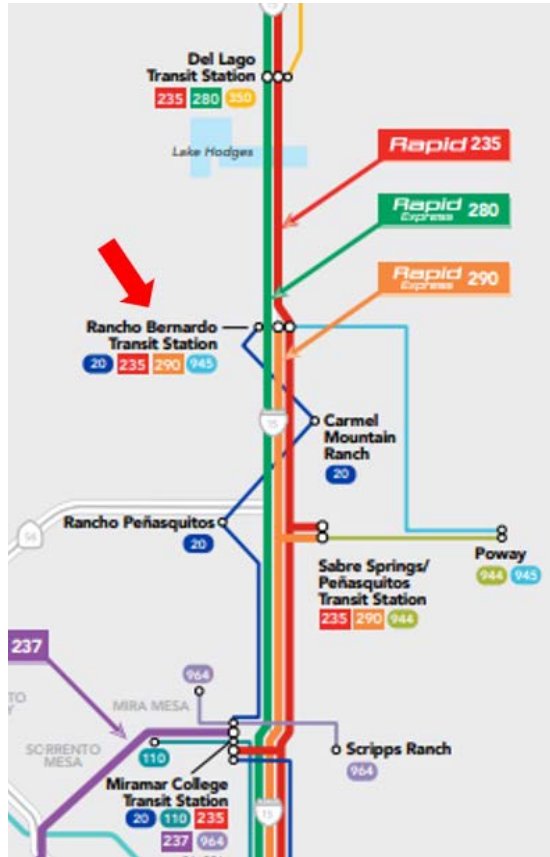 15
Del Lago
Transit Station
235 280 350
Lake Hodges
Rapid 235
Rapid
Express 280
Rapid
Express 290
Rancho Bernardo
Transit Station
20 235 290 945
15
Carmel
Mountain
Ranch
20
Rancho Peñasquitos
20
56
Poway
944 945
Sabre Springs/
Peñasquitos
Transit Station
235 290 944
237
964
MIRA MESA
SORRENTO
MESA
110
Scripps Ranch
964
Miramar College
Transit Station
20 110 235
237 964
15